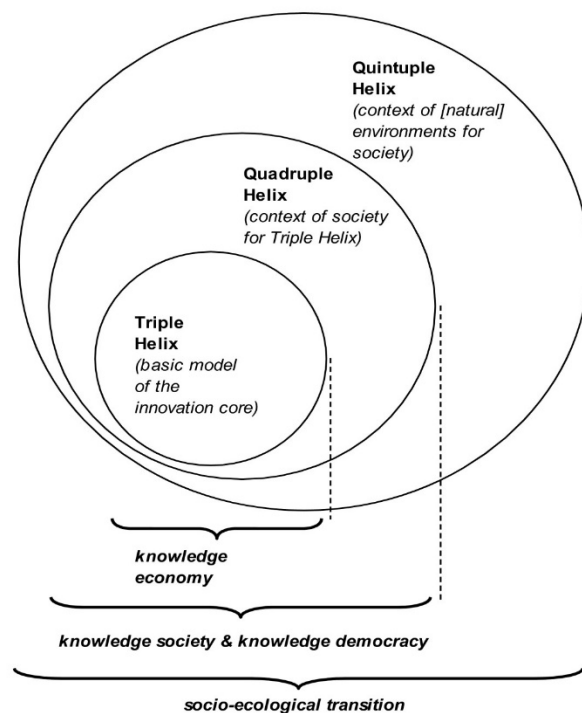 Quintuple
Helix
(context of [natural]
environments for
society)
Quadruple
Helix
(context of society
for Triple Helix)
Triple
Helix
(basic model
of the
innovation core)
knowledge
economy
knowledge society & knowledge democracy
socio-ecological transition